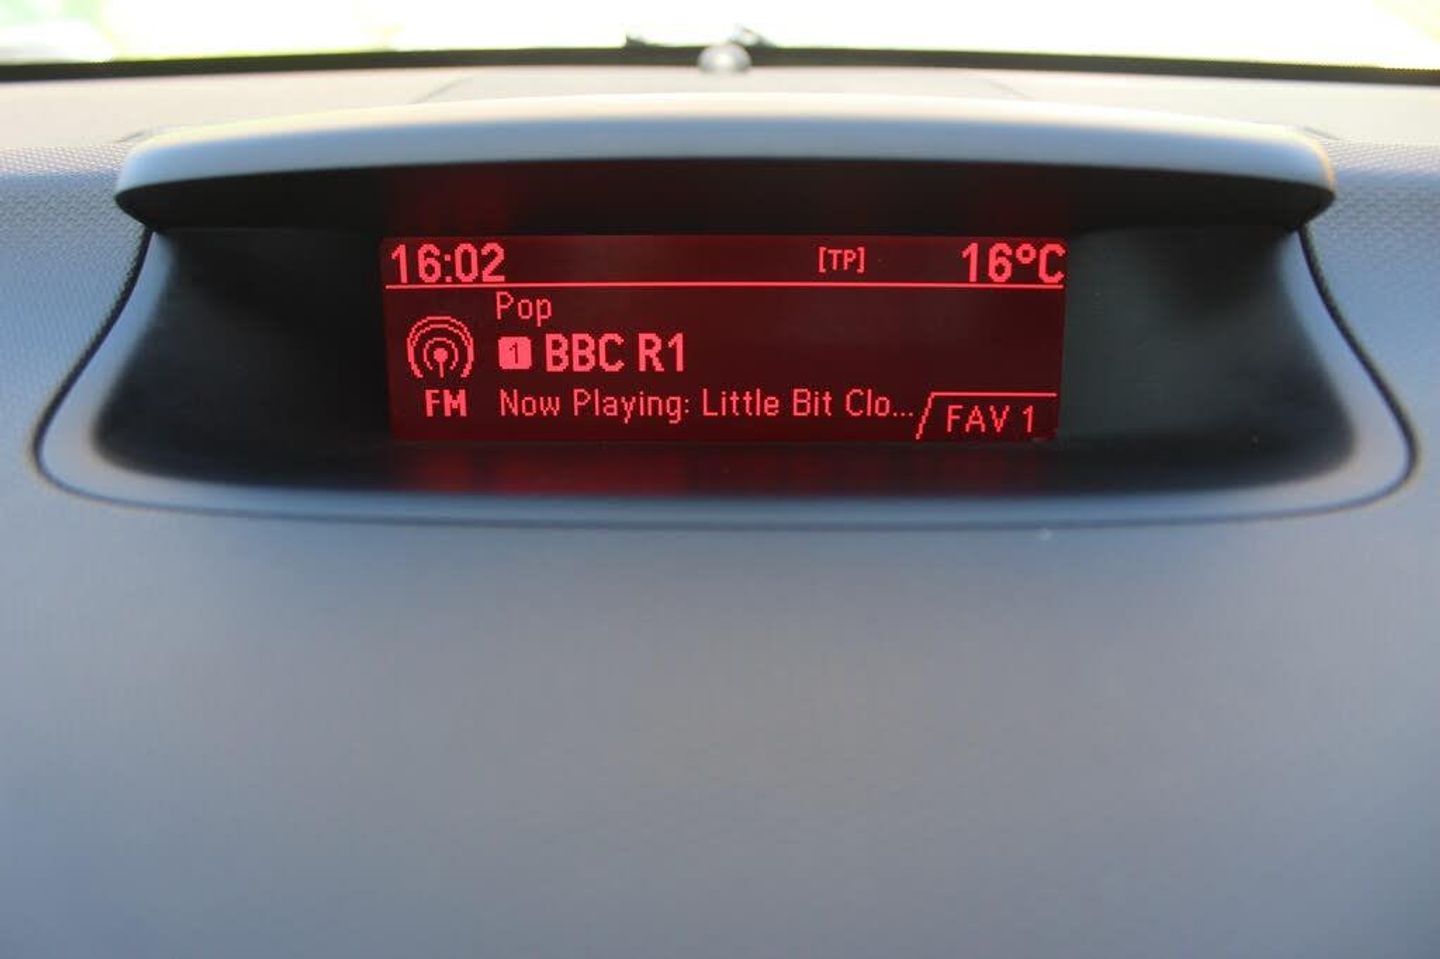 16:02 [TP] 16°C
Pop
1 BBC R1
FM Now Playing: Little Bit Clo... FAV 1